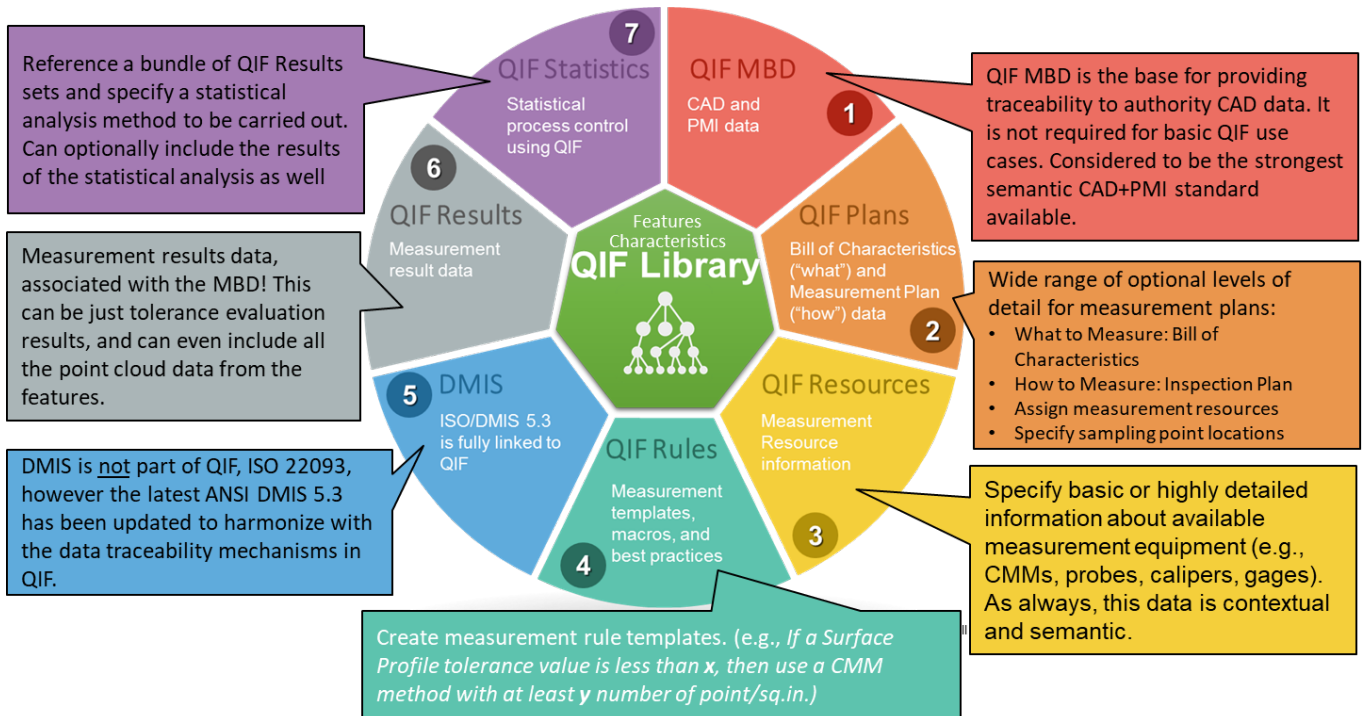 7
QIF Statistics
Statistical
process control
using QIF
QIF MBD
CAD and
PMI data
1
Reference a bundle of QIF Results
sets and specify a statistical
analysis method to be carried out.
Can optionally include the results
of the statistical analysis as well
QIF MBD is the base for providing
traceability to authority CAD data. It
is not required for basic QIF use
cases. Considered to be the strongest
semantic CAD+PMI standard
available.
6
QIF Results
Measurement
result data
Features
Characteristics
QIF Library
QIF Plans
Bill of Characteristics
(“what”) and
Measurement Plan
(“how”) data
2
Measurement results data,
associated with the MBD! This
can be just tolerance evaluation
results, and can even include all
the point cloud data from the
features.
Wide range of optional levels of
detail for measurement plans:
• What to Measure: Bill of
Characteristics
• How to Measure: Inspection Plan
• Assign measurement resources
• Specify sampling point locations
5
DMIS
ISO/DMIS 5.3
is fully linked to
QIF
QIF Resources
Measurement
Resource
information
3
QIF Rules
Measurement
templates,
macros, and
best practices
4
DMIS is not part of QIF, ISO 22093,
however the latest ANSI DMIS 5.3
has been updated to harmonize with
the data traceability mechanisms in
QIF.
Specify basic or highly detailed
information about available
measurement equipment (e.g.,
CMMs, probes, calipers, gages).
As always, this data is contextual
and semantic.
Create measurement rule templates. (e.g., If a Surface
Profile tolerance value is less than x, then use a CMM
method with at least y number of point/sq.in.)